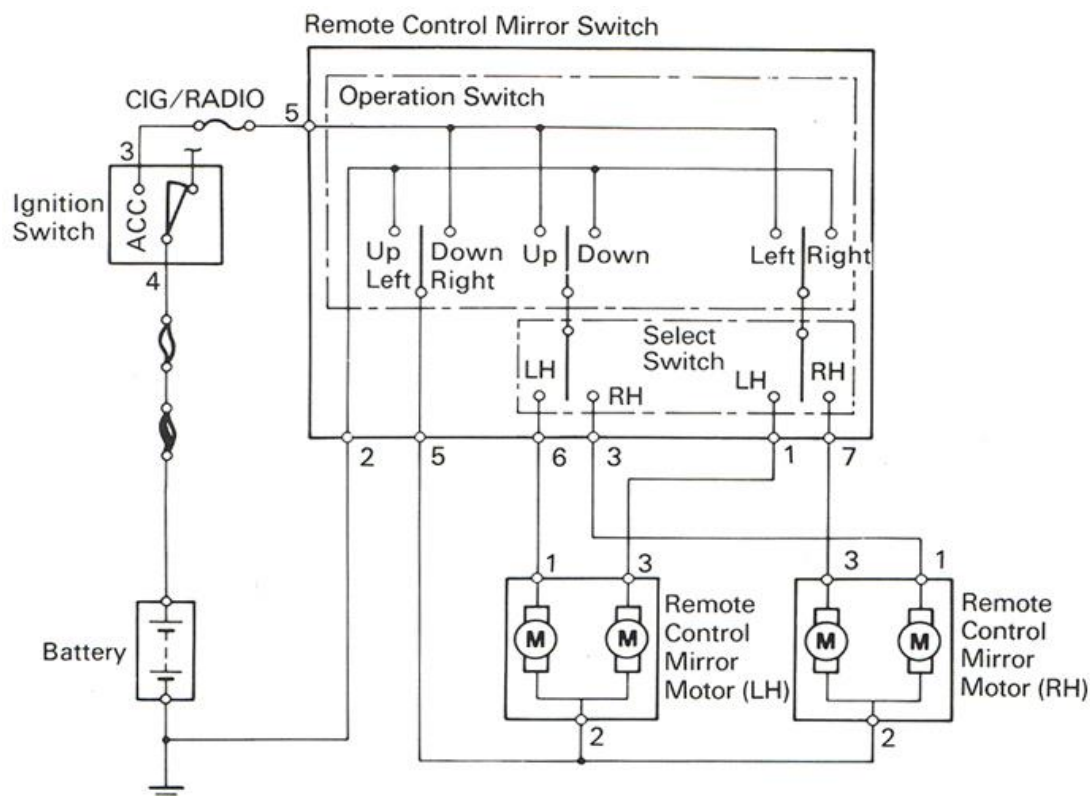 Remote Control Mirror Switch
CIG/RADIO
5
Operation Switch
3
Ignition
Switch
ACC
4
Up
Left
Down
Right
Up
Down
Left
Right
Select
Switch
LH
RH
LH
RH
2
5
6
3
1
7
1
3
3
1
M
M
M
M
Remote
Control
Mirror
Motor (LH)
Remote
Control
Mirror
Motor (RH)
Battery
2
2